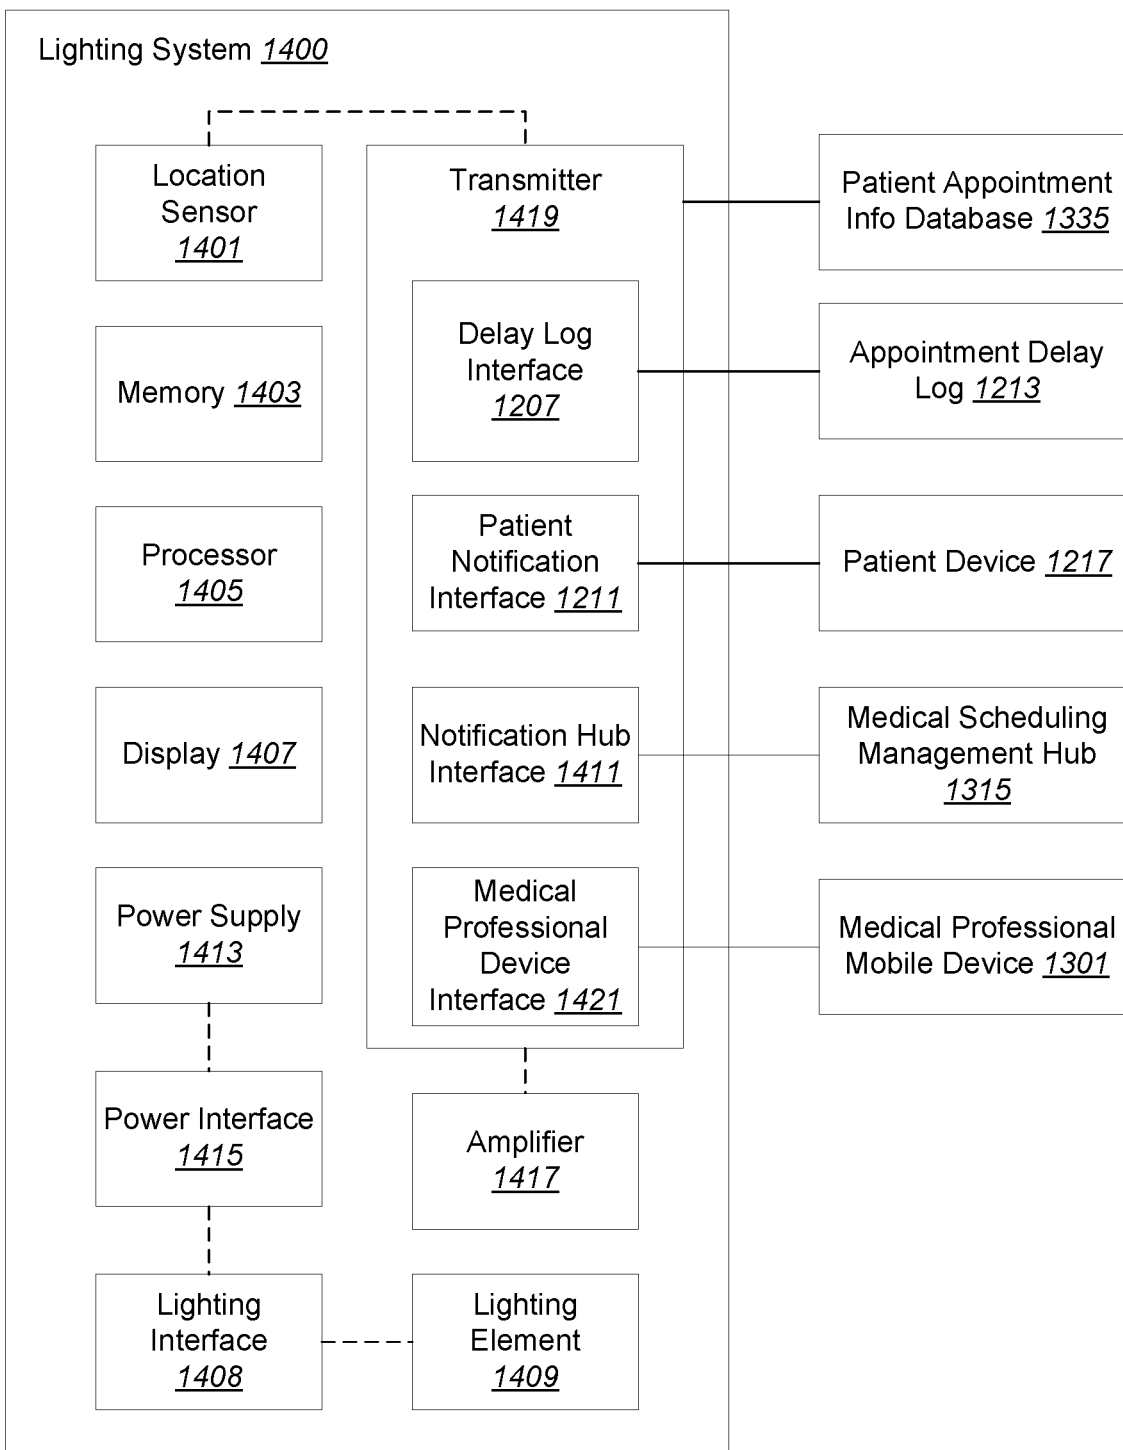 Lighting System 1400
Location
Sensor
1401
Transmitter
1419
Patient Appointment
Info Database 1335
Delay Log
Interface
1207
Appointment Delay
Log 1213
Memory 1403
Processor
1405
Patient
Notification
Interface 1211
Patient Device 1217
Display 1407
Notification Hub
Interface 1411
Medical Scheduling
Management Hub
1315
Power Supply
1413
Medical
Professional
Device
Interface 1421
Medical Professional
Mobile Device 1301
Power Interface
1415
Amplifier
1417
Lighting
Interface
1408
Lighting
Element
1409